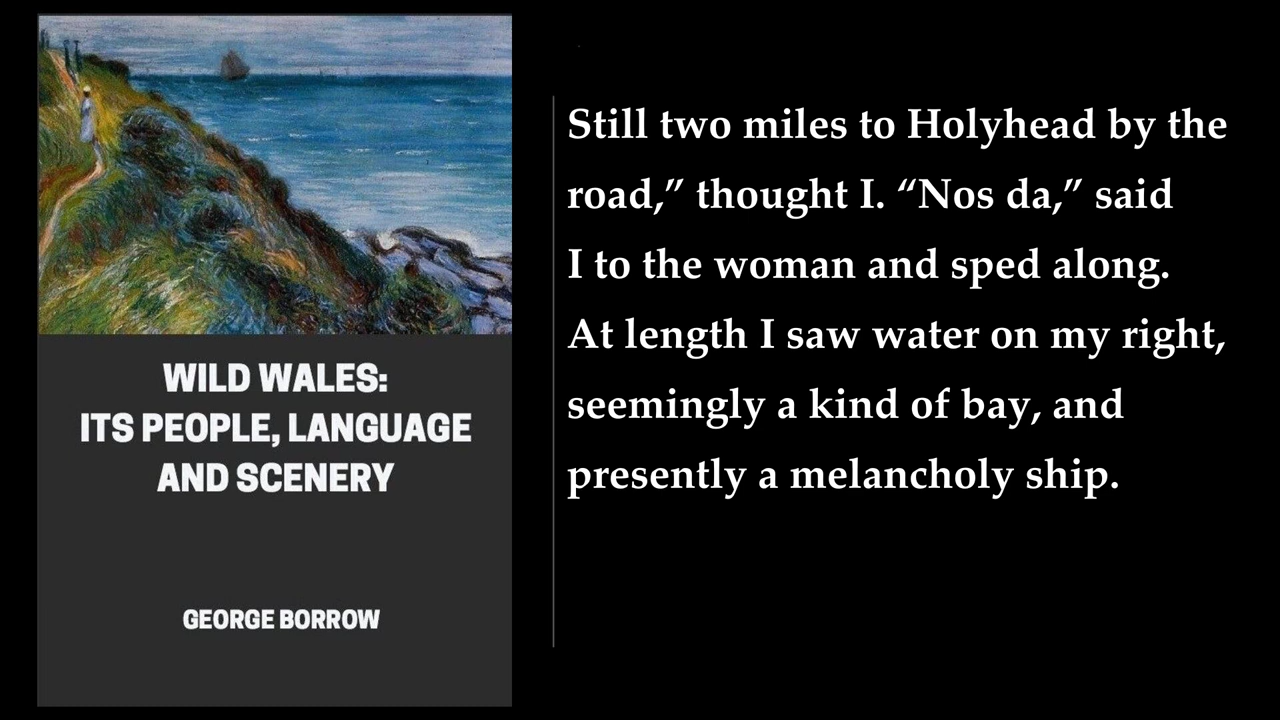 WILD WALES:
ITS PEOPLE, LANGUAGE
AND SCENERY
GEORGE BORROW
Still two miles to Holyhead by the
road,” thought I. “Nos da,” said
I to the woman and sped along.
At length I saw water on my right,
seemingly a kind of bay, and
presently a melancholy ship.